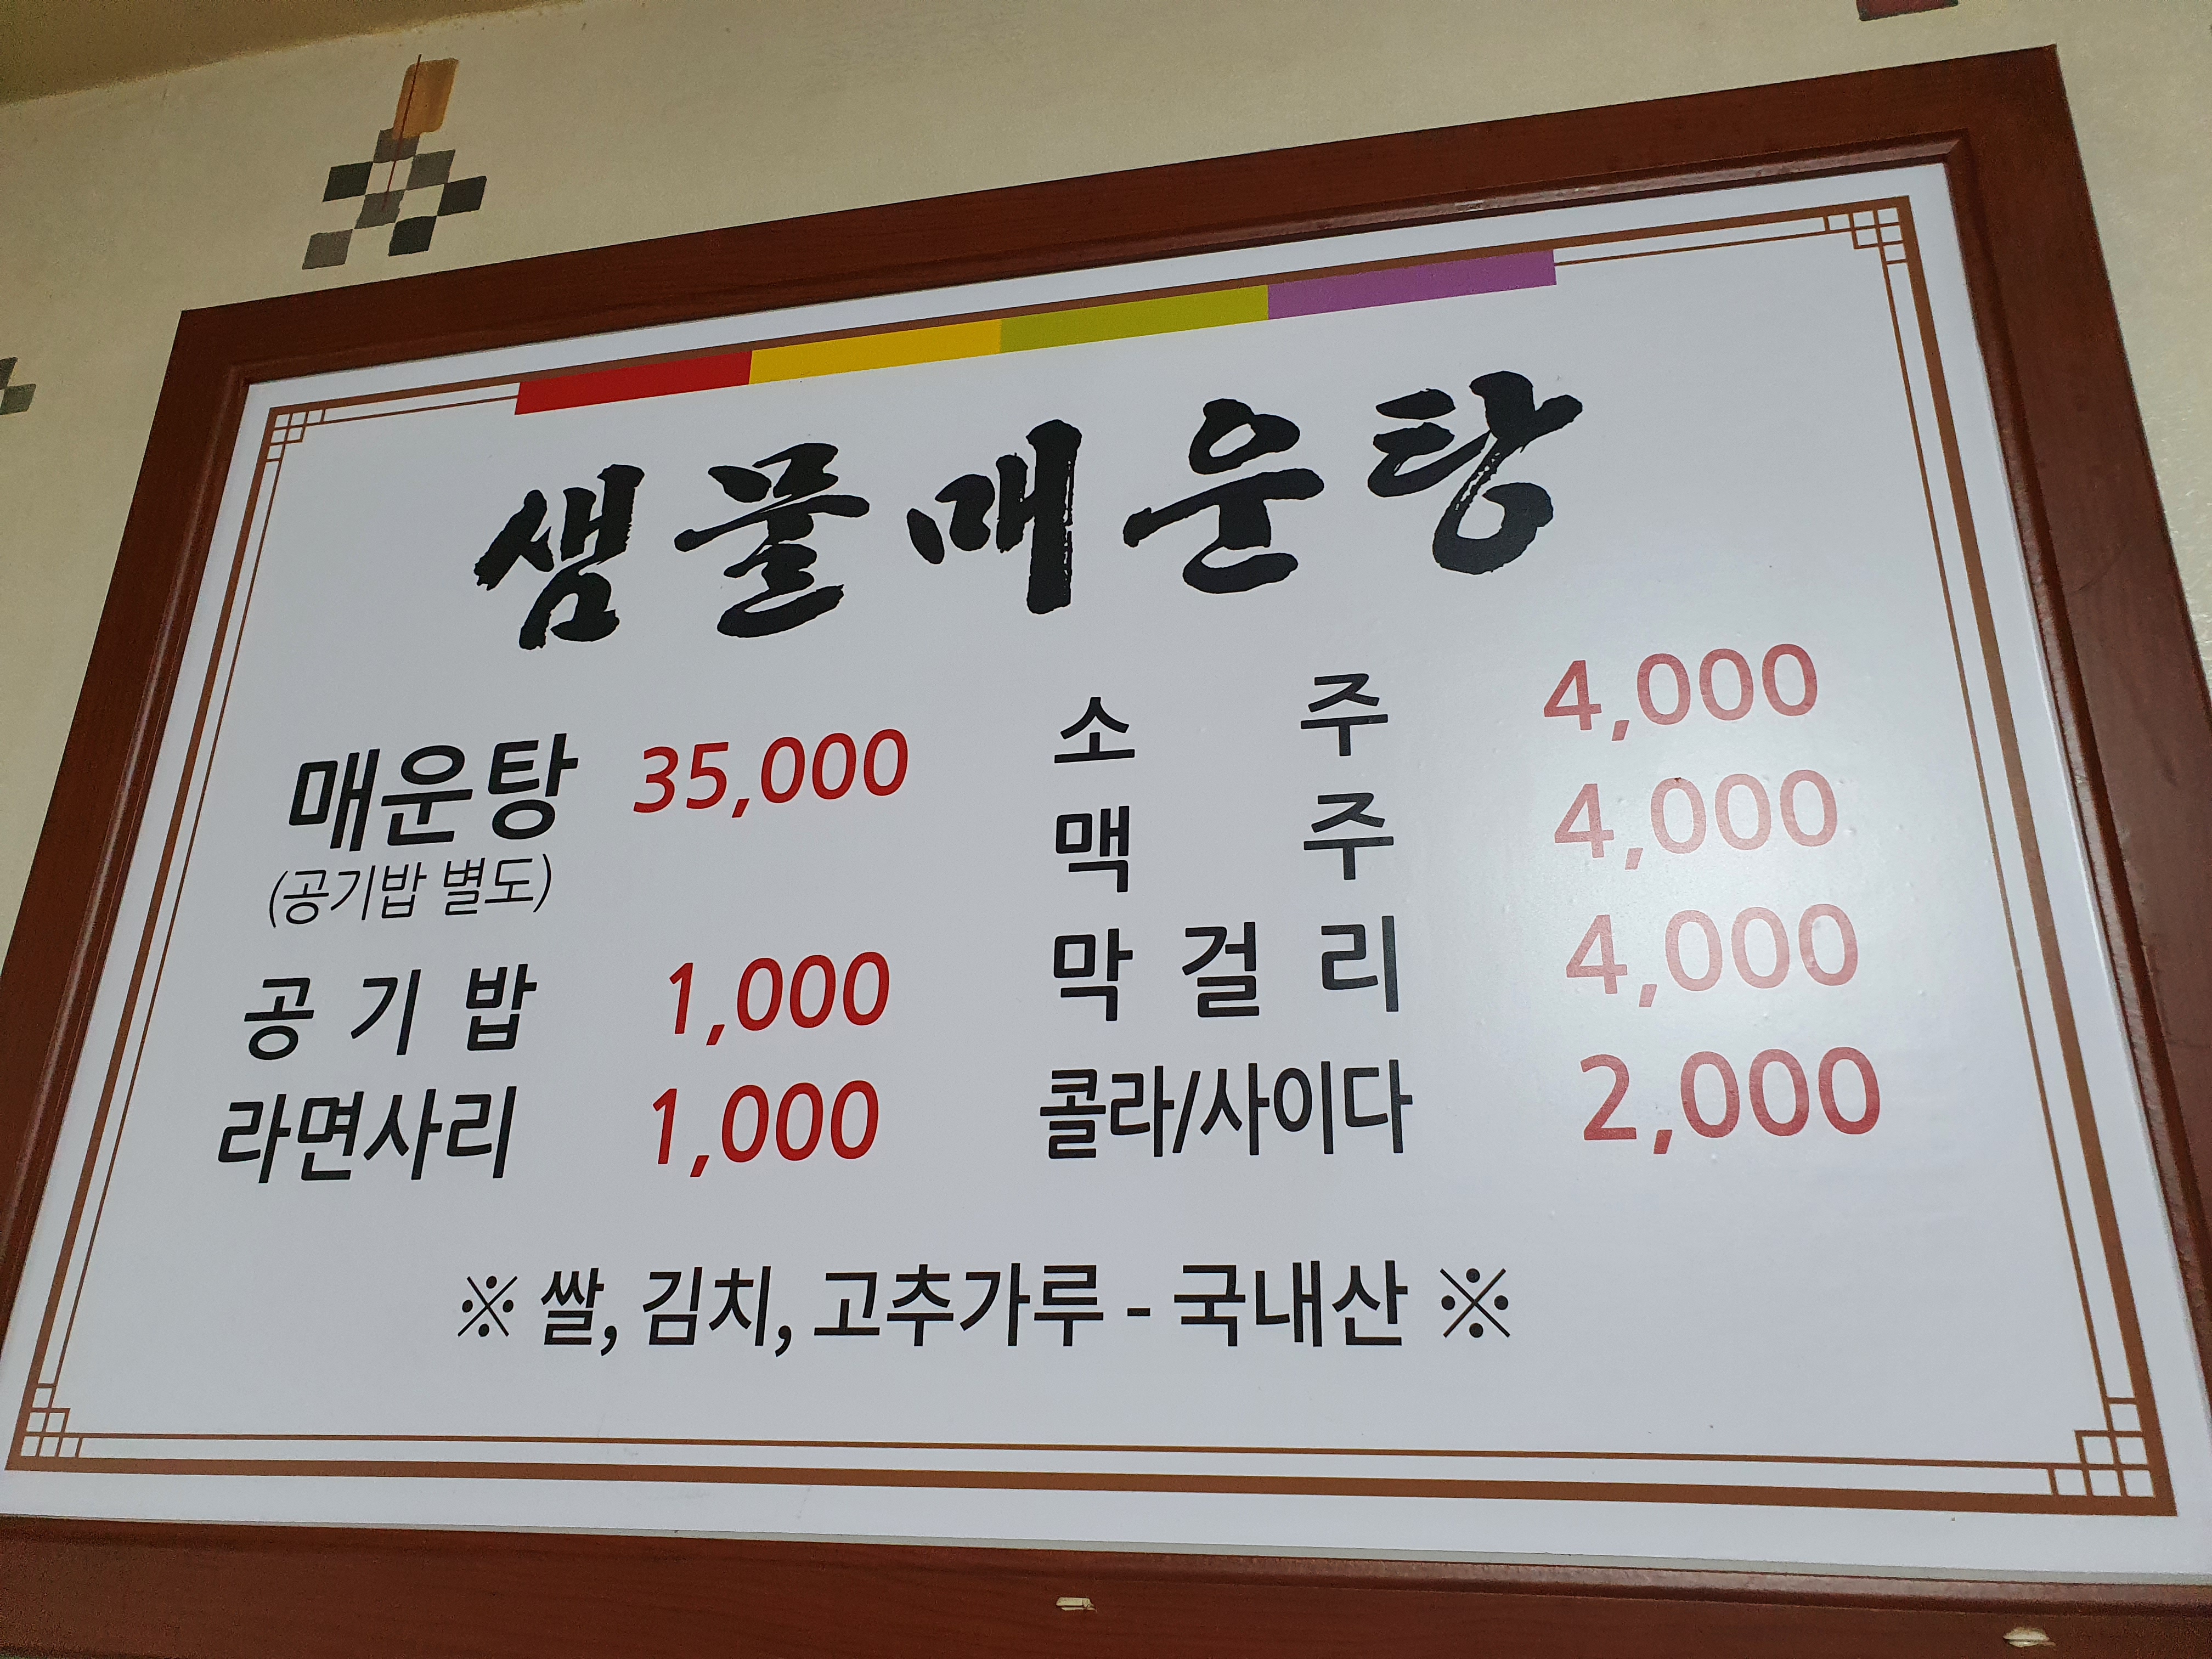 샘물매운탕
매운탕 35,000
(공기밥 별도)
공기밥 1,000
라면사리 1,000
소주 4,000
맥주 4,000
막걸리 4,000
콜라/사이다 2,000
※ 쌀, 김치, 고추가루 - 국내산 ※